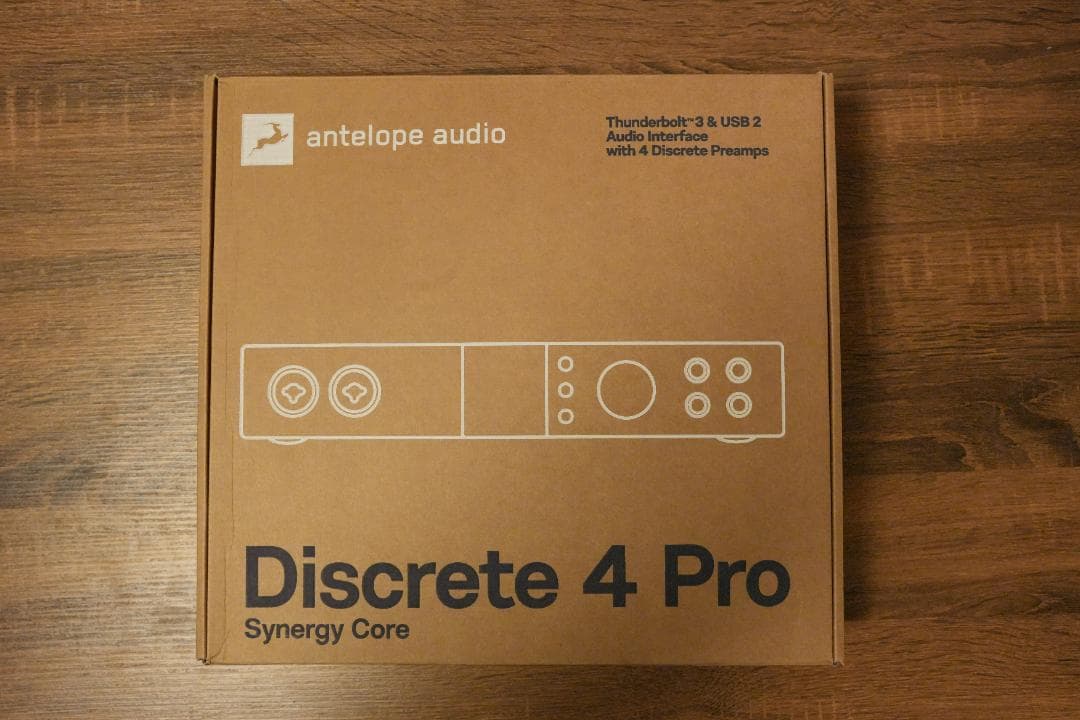 antelope audio
Thunderbolt™ 3 & USB 2
Audio Interface
with 4 Discrete Preamps
Discrete 4 Pro
Synergy Core